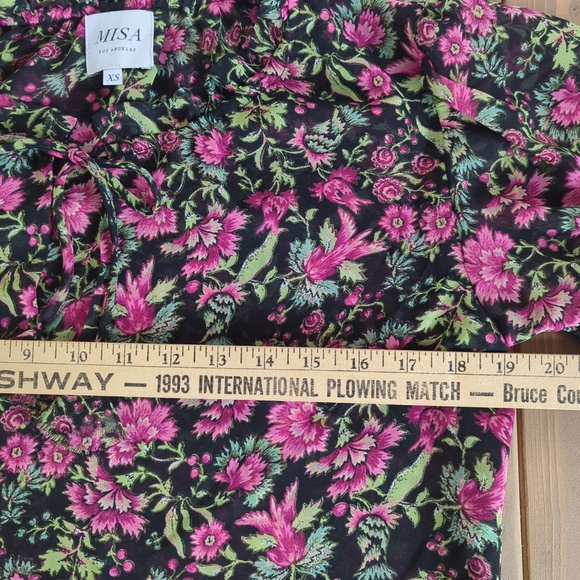 MISA
LOS ANGELES
XS
9 10 11 12 13 14 15 16 17 18 19 20
SHWAY — 1993 INTERNATIONAL PLOWING MATCH — Bruce Cou